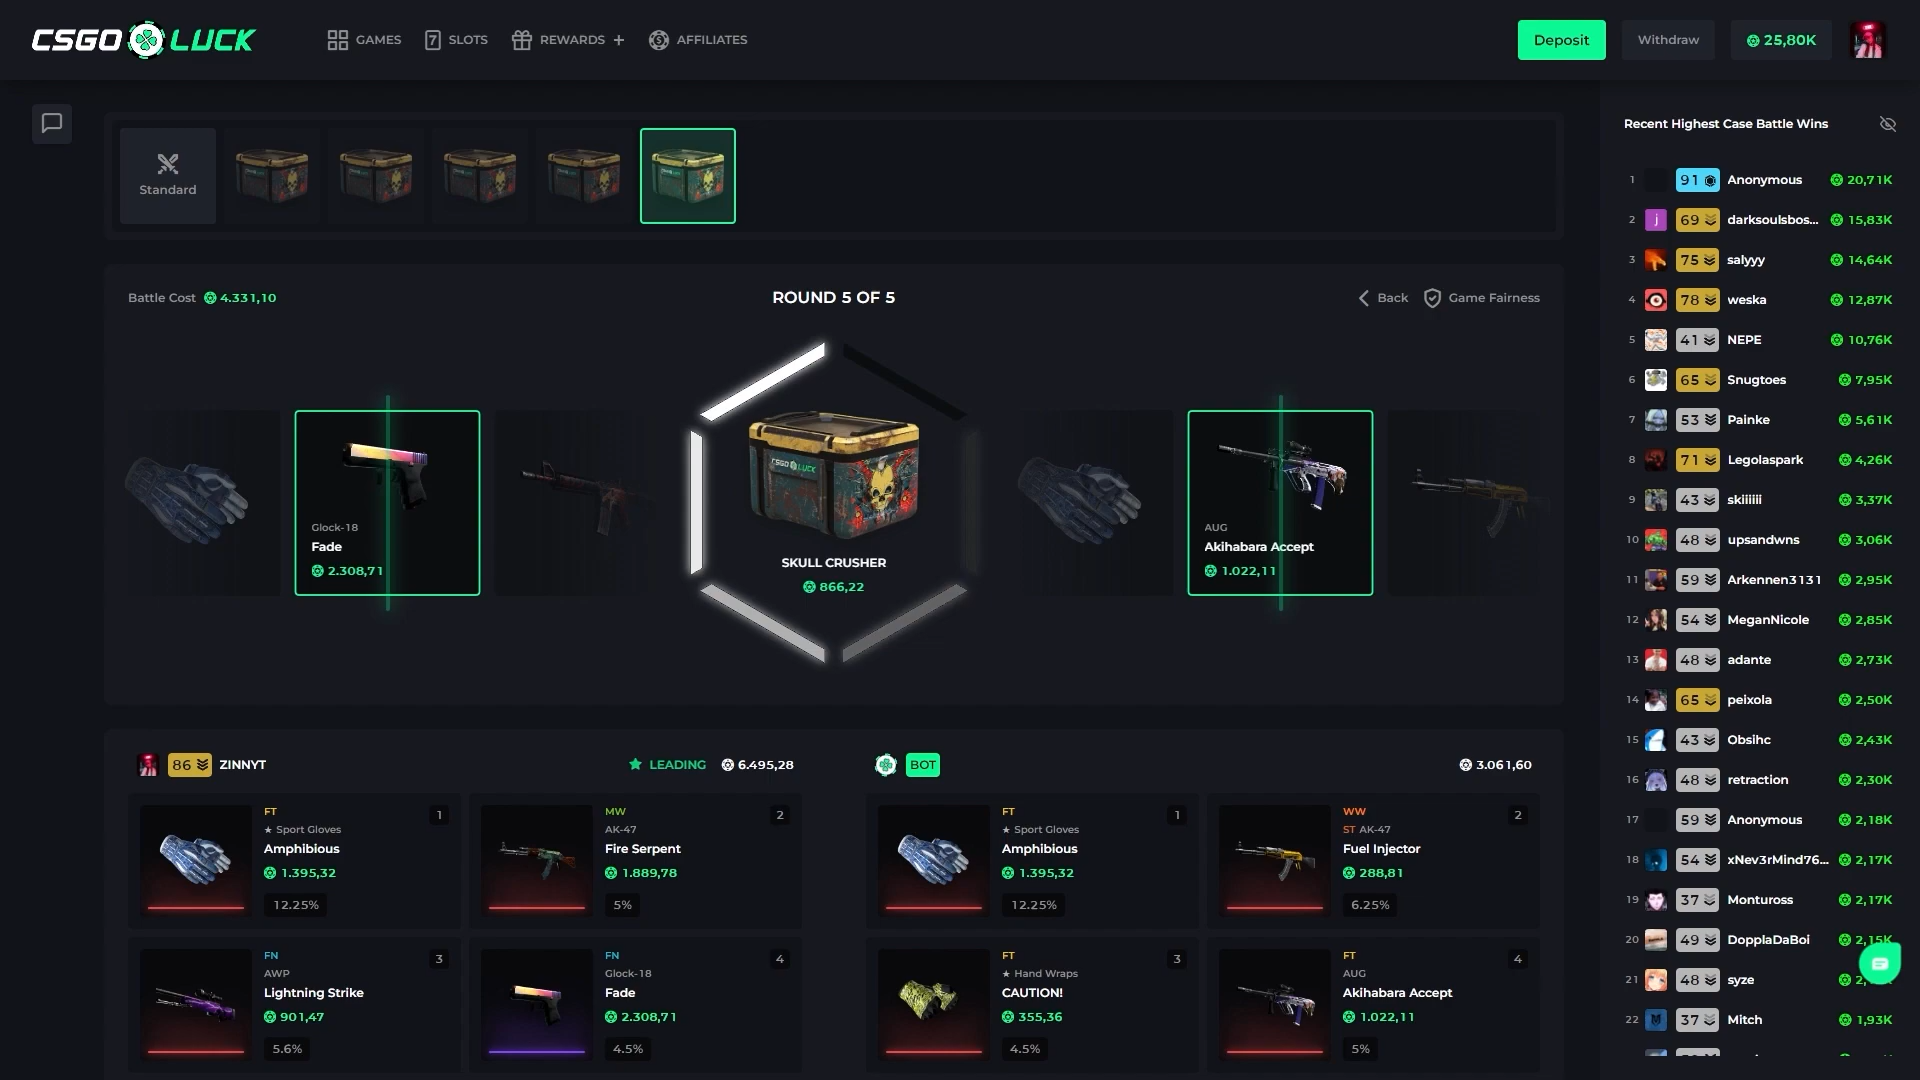 CSGO LUCK
GAMES
SLOTS
REWARDS +
AFFILIATES
Deposit
Withdraw
25,80K
Standard
Battle Cost 4.331,10
ROUND 5 OF 5
Back
Game Fairness
Glock-18
Fade
2.308,71
CSGO LUCK
SKULL CRUSHER
866,22
AUG
Akihabara Accept
1.022,11
86 ZINNYT
LEADING 6.495,28
FT
★ Sport Gloves
Amphibious
1.395,32
12.25%
1
MW
AK-47
Fire Serpent
1.889,78
5%
2
FN
AWP
Lightning Strike
901,47
5.6%
3
FN
Glock-18
Fade
2.308,71
4.5%
4
BOT
3.061,60
FT
★ Sport Gloves
Amphibious
1.395,32
12.25%
1
WW
ST AK-47
Fuel Injector
288,81
6.25%
2
FT
★ Hand Wraps
CAUTION!
355,36
4.5%
3
FT
AUG
Akihabara Accept
1.022,11
5%
4
Recent Highest Case Battle Wins
1 91 Anonymous 20,71K
2 j 69 darksoulsbos... 15,83K
3 75 salyyy 14,64K
4 78 weska 12,87K
5 41 NEPE 10,76K
6 65 Snugtoes 7,95K
7 53 Painke 5,61K
8 71 Legolaspark 4,26K
9 43 skiiiiii 3,37K
10 48 upsandwns 3,06K
11 59 Arkennen3131 2,95K
12 54 MeganNicole 2,85K
13 48 adante 2,73K
14 65 peixola 2,50K
15 43 Obsihc 2,43K
16 48 retraction 2,30K
17 59 Anonymous 2,18K
18 54 xNev3rMind76... 2,17K
19 37 Montuross 2,17K
20 49 DopplaDaBoi 2,15K
21 48 syze
22 37 Mitch 1,93K